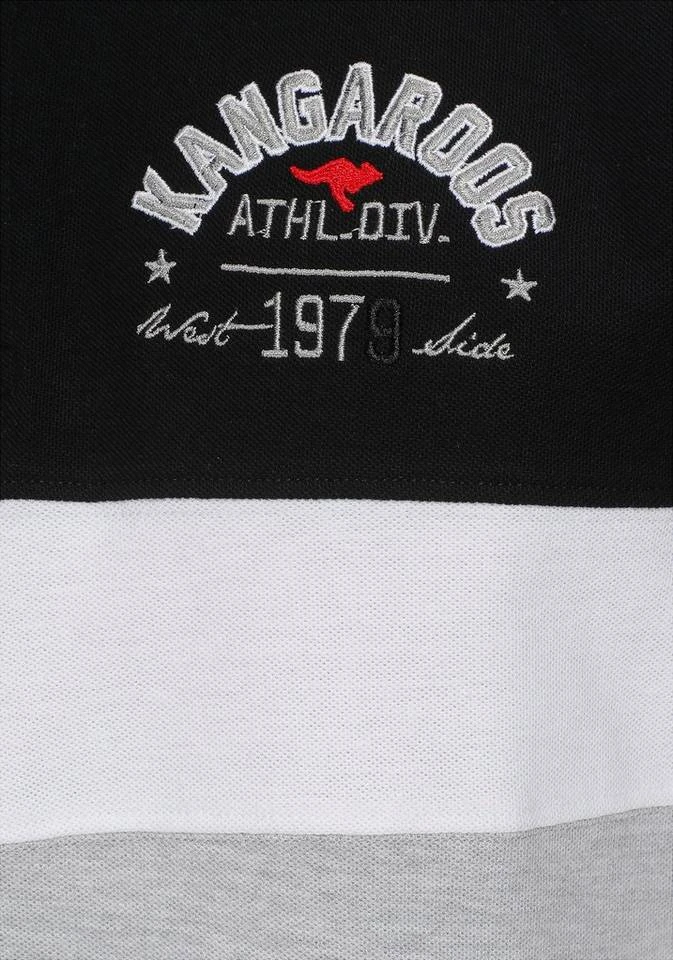 KANGAROOS
ATHL.DIV.
West 1979 Side